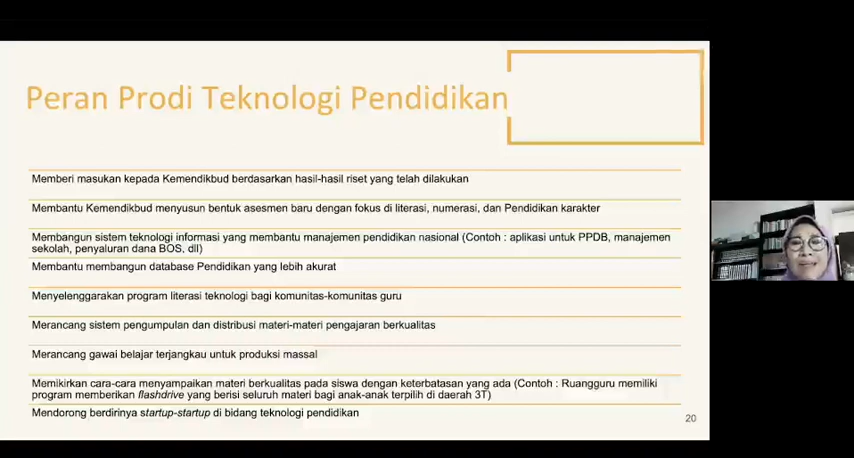 Peran Prodi Teknologi Pendidikan
Memberi masukan kepada Kemendikbud berdasarkan hasil-hasil riset yang telah dilakukan
Membantu Kemendikbud menyusun bentuk asesmen baru dengan fokus di literasi, numerasi, dan Pendidikan karakter
Membangun sistem teknologi informasi yang membantu manajemen pendidikan nasional (Contoh : aplikasi untuk PPDB, manajemen
sekolah, penyaluran dana BOS, dll)
Membantu membangun database Pendidikan yang lebih akurat
Menyelenggarakan program literasi teknologi bagi komunitas-komunitas guru
Merancang sistem pengumpulan dan distribusi materi-materi pengajaran berkualitas
Merancang gawai belajar terjangkau untuk produksi massal
Memikirkan cara-cara menyampaikan materi berkualitas pada siswa dengan keterbatasan yang ada (Contoh : Ruangguru memiliki
program memberikan flashdrive yang berisi seluruh materi bagi anak-anak terpilih di daerah 3T)
Mendorong berdirinya startup-startup di bidang teknologi pendidikan
20